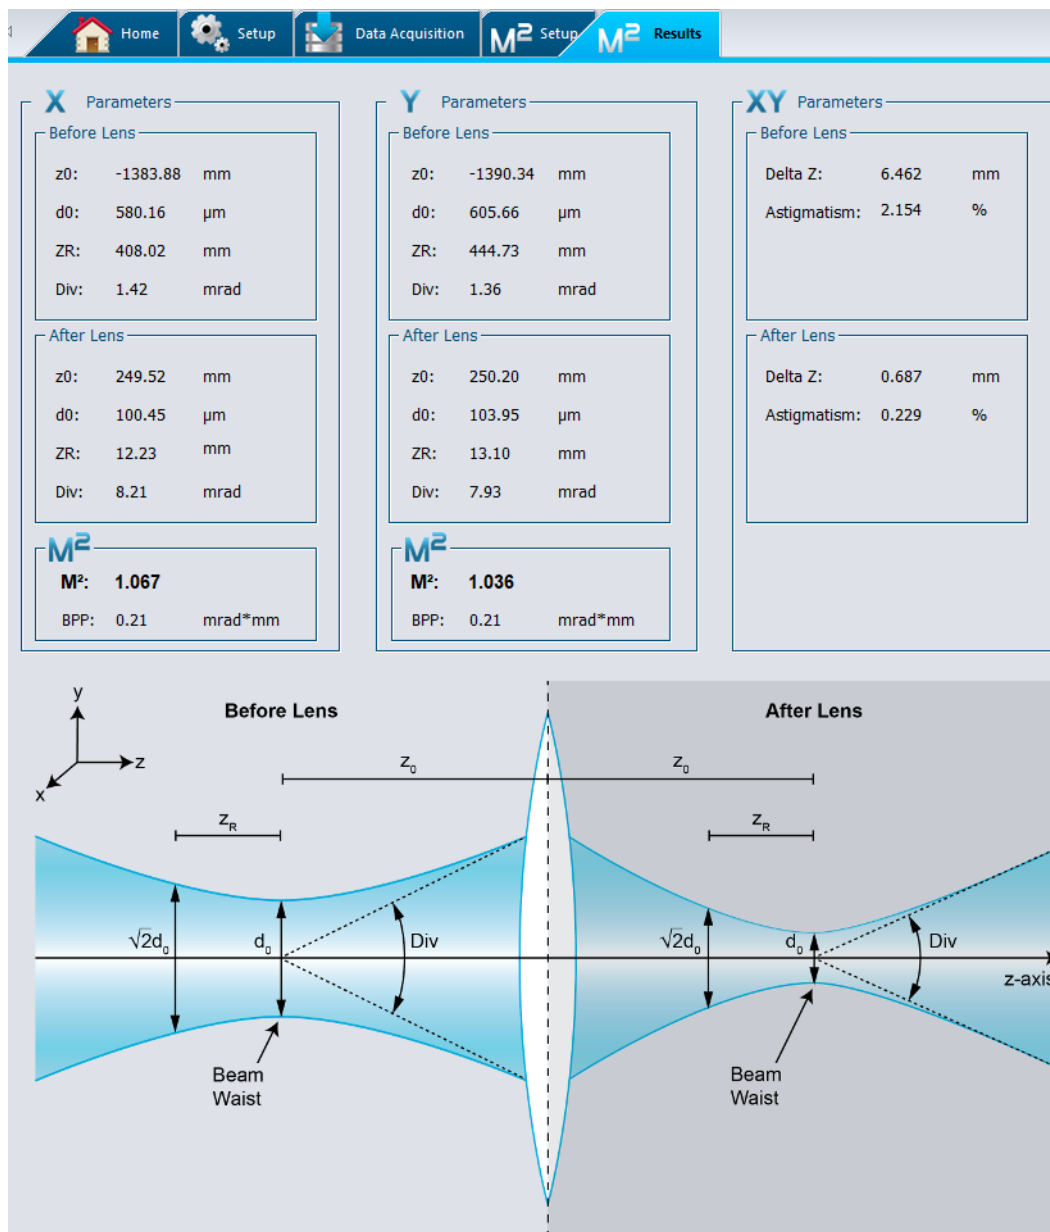 Home Setup Data Acquisition M² Setup M² Results
X Parameters
Before Lens
z0: -1383.88 mm
d0: 580.16 µm
ZR: 408.02 mm
Div: 1.42 mrad
After Lens
z0: 249.52 mm
d0: 100.45 µm
ZR: 12.23 mm
Div: 8.21 mrad
M²
M²: 1.067
BPP: 0.21 mrad*mm
Y Parameters
Before Lens
z0: -1390.34 mm
d0: 605.66 µm
ZR: 444.73 mm
Div: 1.36 mrad
After Lens
z0: 250.20 mm
d0: 103.95 µm
ZR: 13.10 mm
Div: 7.93 mrad
M²
M²: 1.036
BPP: 0.21 mrad*mm
XY Parameters
Before Lens
Delta Z: 6.462 mm
Astigmatism: 2.154 %
After Lens
Delta Z: 0.687 mm
Astigmatism: 0.229 %
y
z
x
Before Lens
After Lens
z₀
z₀
z_R
z_R
√2d₀
d₀
Div
√2d₀
d₀
Div
z-axis
Beam
Waist
Beam
Waist